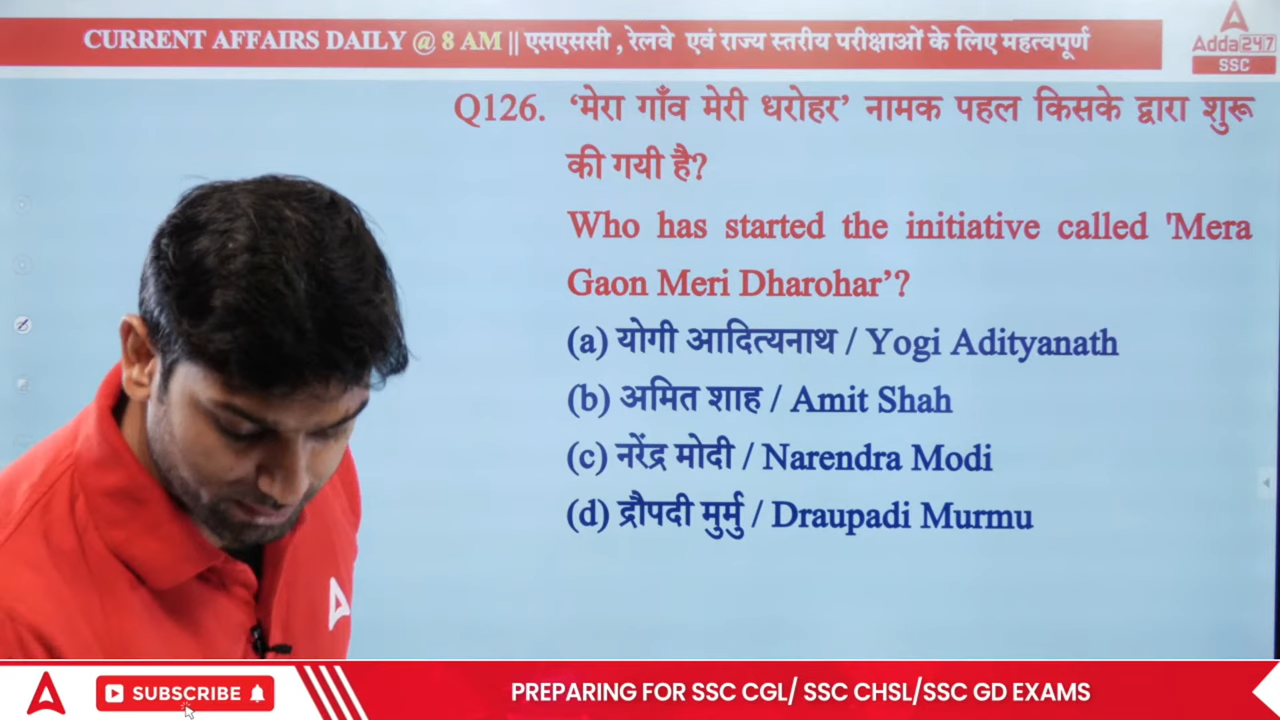 CURRENT AFFAIRS DAILY @ 8 AM || एसएससी , रेलवे एवं राज्य स्तरीय परीक्षाओं के लिए महत्वपूर्ण
Adda247
SSC
Q126. ‘मेरा गाँव मेरी धरोहर’ नामक पहल किसके द्वारा शुरू
की गयी है?
Who has started the initiative called 'Mera
Gaon Meri Dharohar’?
(a) योगी आदित्यनाथ / Yogi Adityanath
(b) अमित शाह / Amit Shah
(c) नरेंद्र मोदी / Narendra Modi
(d) द्रौपदी मुर्मु / Draupadi Murmu
SUBSCRIBE
PREPARING FOR SSC CGL/ SSC CHSL/SSC GD EXAMS